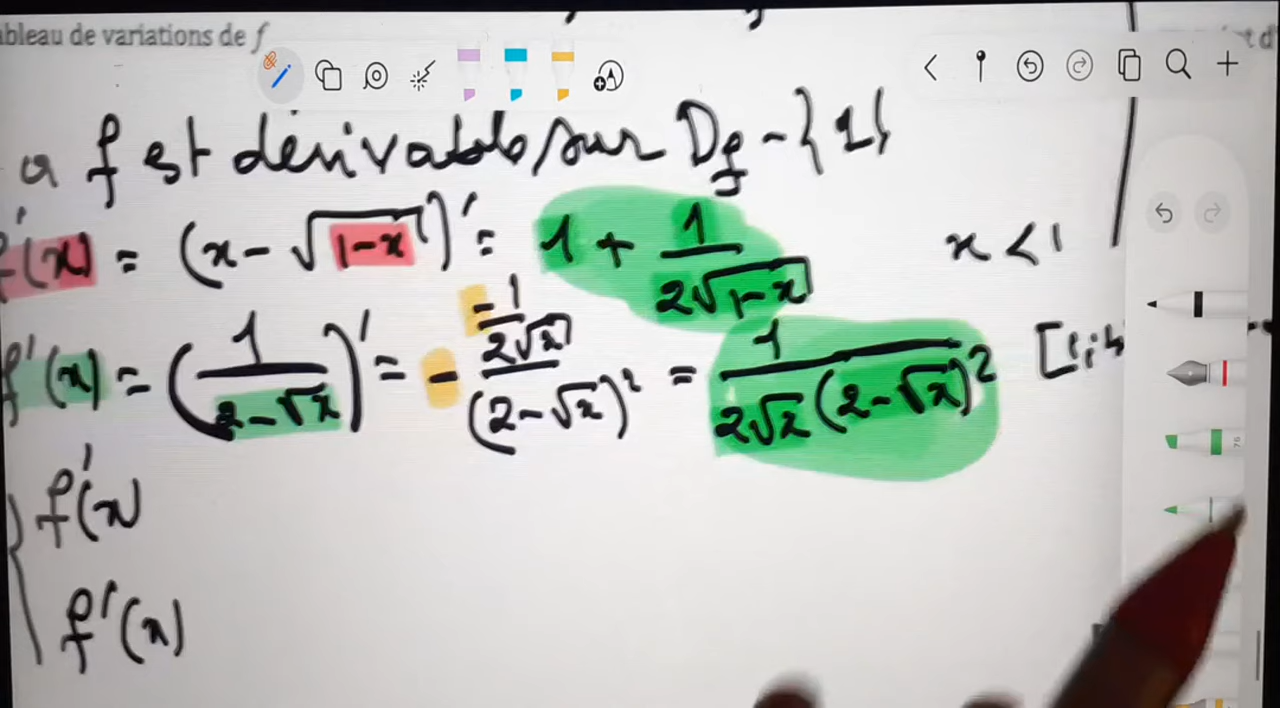 ableau de variations de f
a f est dérivable sur Df - {1}
f'(x) = (x - √(1-x))' = 1 + 1/(2√(1-x)) x < 1
f'(x) = (1/(2-√x))' = - (-1/(2√x))/(2-√x)² = 1/(2√x(2-√x)²)
f'(x)
f'(x)